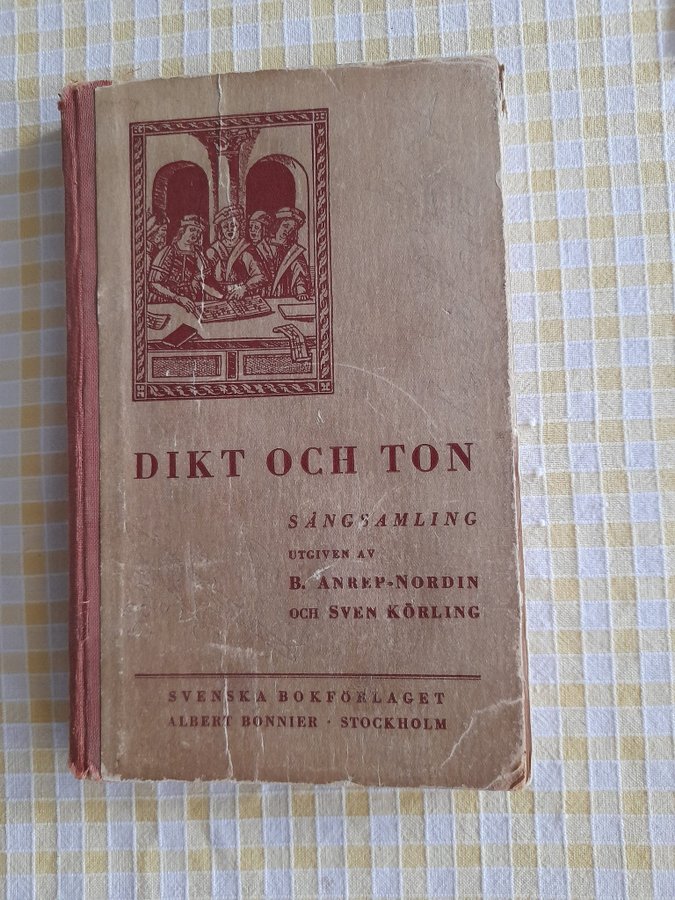 DIKT OCH TON
SÅNGSAMLING
UTGIVEN AV
B. ANREP-NORDIN
OCH SVEN KÖRLING
SVENSKA BOKFÖRLAGET
ALBERT BONNIER · STOCKHOLM